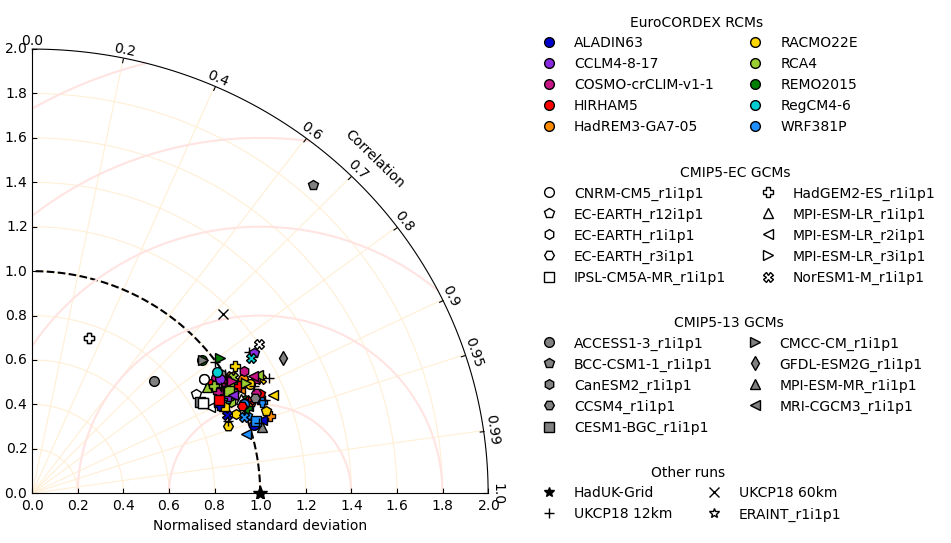 EuroCORDEX RCMs
ALADIN63
CCLM4-8-17
COSMO-crCLIM-v1-1
HIRHAM5
HadREM3-GA7-05
RACMO22E
RCA4
REMO2015
RegCM4-6
WRF381P
CMIP5-EC GCMs
CNRM-CM5_r1i1p1
EC-EARTH_r12i1p1
EC-EARTH_r1i1p1
EC-EARTH_r3i1p1
IPSL-CM5A-MR_r1i1p1
HadGEM2-ES_r1i1p1
MPI-ESM-LR_r1i1p1
MPI-ESM-LR_r2i1p1
MPI-ESM-LR_r3i1p1
NorESM1-M_r1i1p1
CMIP5-13 GCMs
ACCESS1-3_r1i1p1
BCC-CSM1-1_r1i1p1
CanESM2_r1i1p1
CCSM4_r1i1p1
CESM1-BGC_r1i1p1
CMCC-CM_r1i1p1
GFDL-ESM2G_r1i1p1
MPI-ESM-MR_r1i1p1
MRI-CGCM3_r1i1p1
Other runs
HadUK-Grid
UKCP18 12km
UKCP18 60km
ERAINT_r1i1p1
0.0
0.2
0.4
0.6
0.7
0.8
0.9
0.95
0.99
1.0
Correlation
2.0
1.8
1.6
1.4
1.2
1.0
0.8
0.6
0.4
0.2
0.0
0.0 0.2 0.4 0.6 0.8 1.0 1.2 1.4 1.6 1.8 2.0
Normalised standard deviation